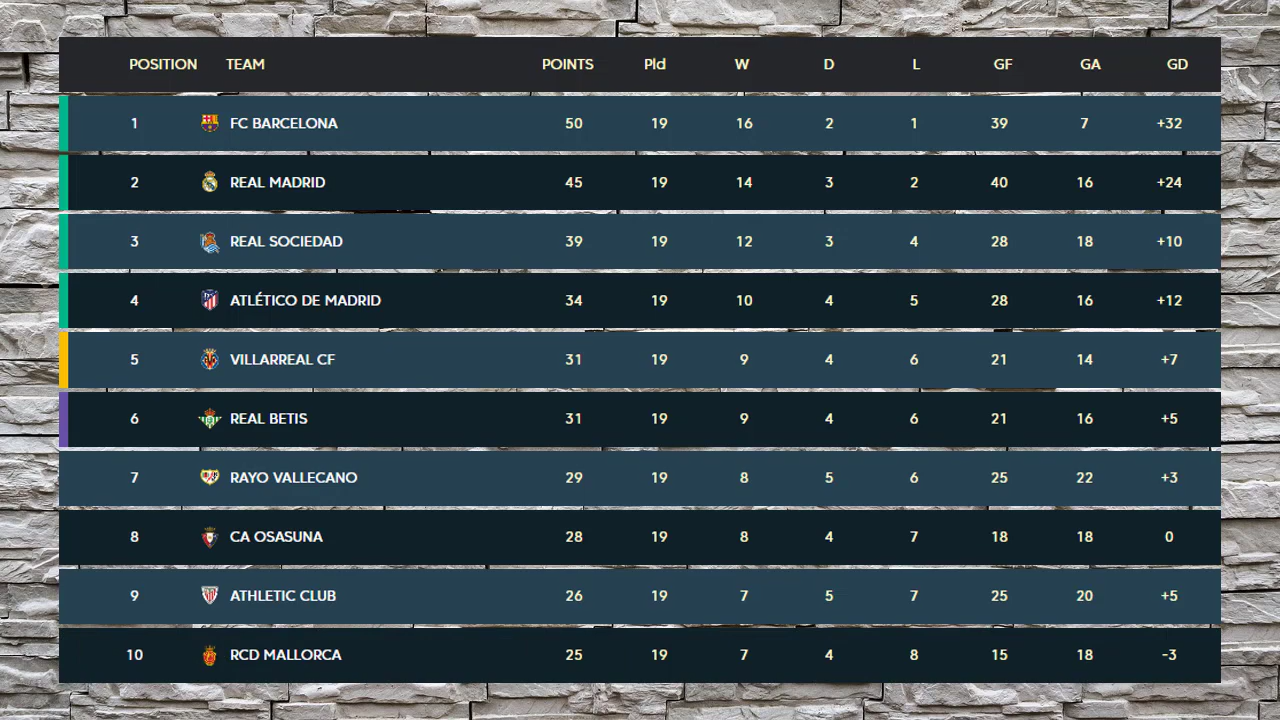 POSITION TEAM POINTS Pld W D L GF GA GD
1 FC BARCELONA 50 19 16 2 1 39 7 +32
2 REAL MADRID 45 19 14 3 2 40 16 +24
3 REAL SOCIEDAD 39 19 12 3 4 28 18 +10
4 ATLÉTICO DE MADRID 34 19 10 4 5 28 16 +12
5 VILLARREAL CF 31 19 9 4 6 21 14 +7
6 REAL BETIS 31 19 9 4 6 21 16 +5
7 RAYO VALLECANO 29 19 8 5 6 25 22 +3
8 CA OSASUNA 28 19 8 4 7 18 18 0
9 ATHLETIC CLUB 26 19 7 5 7 25 20 +5
10 RCD MALLORCA 25 19 7 4 8 15 18 -3